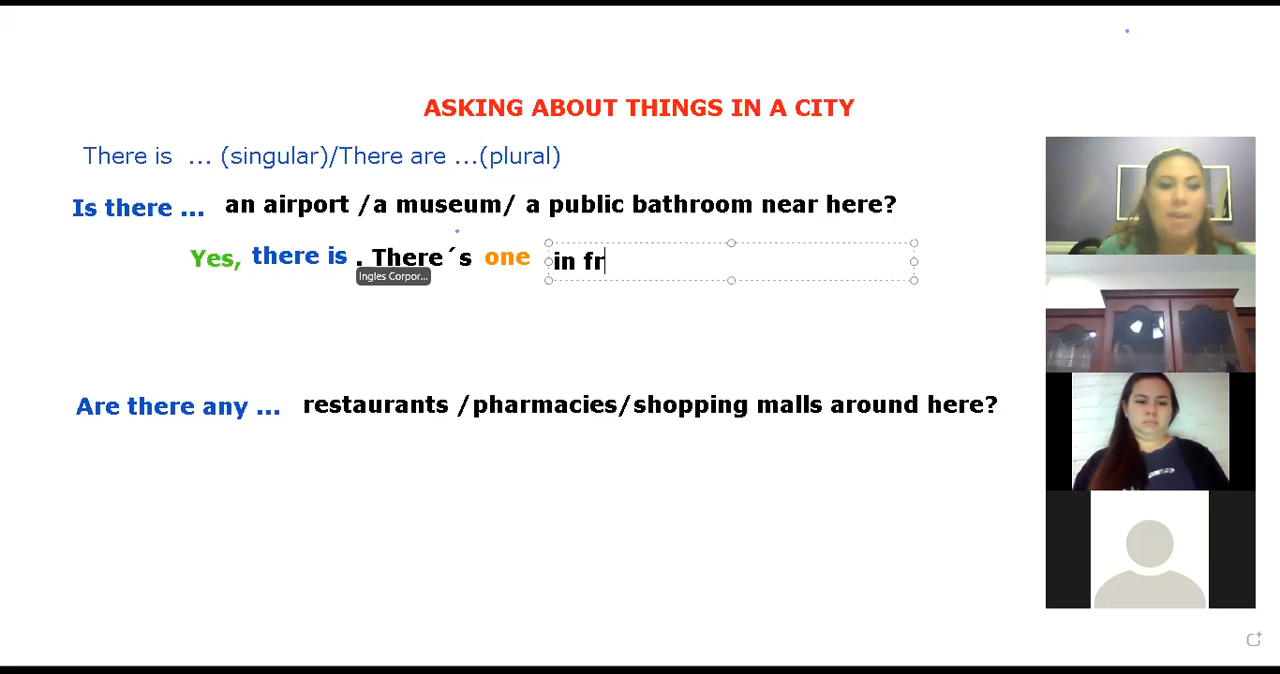 ASKING ABOUT THINGS IN A CITY
There is ... (singular)/There are ...(plural)
Is there ... an airport /a museum/ a public bathroom near here?
Yes, there is . There´s one in fr
Ingles Corpor...
Are there any ... restaurants /pharmacies/shopping malls around here?